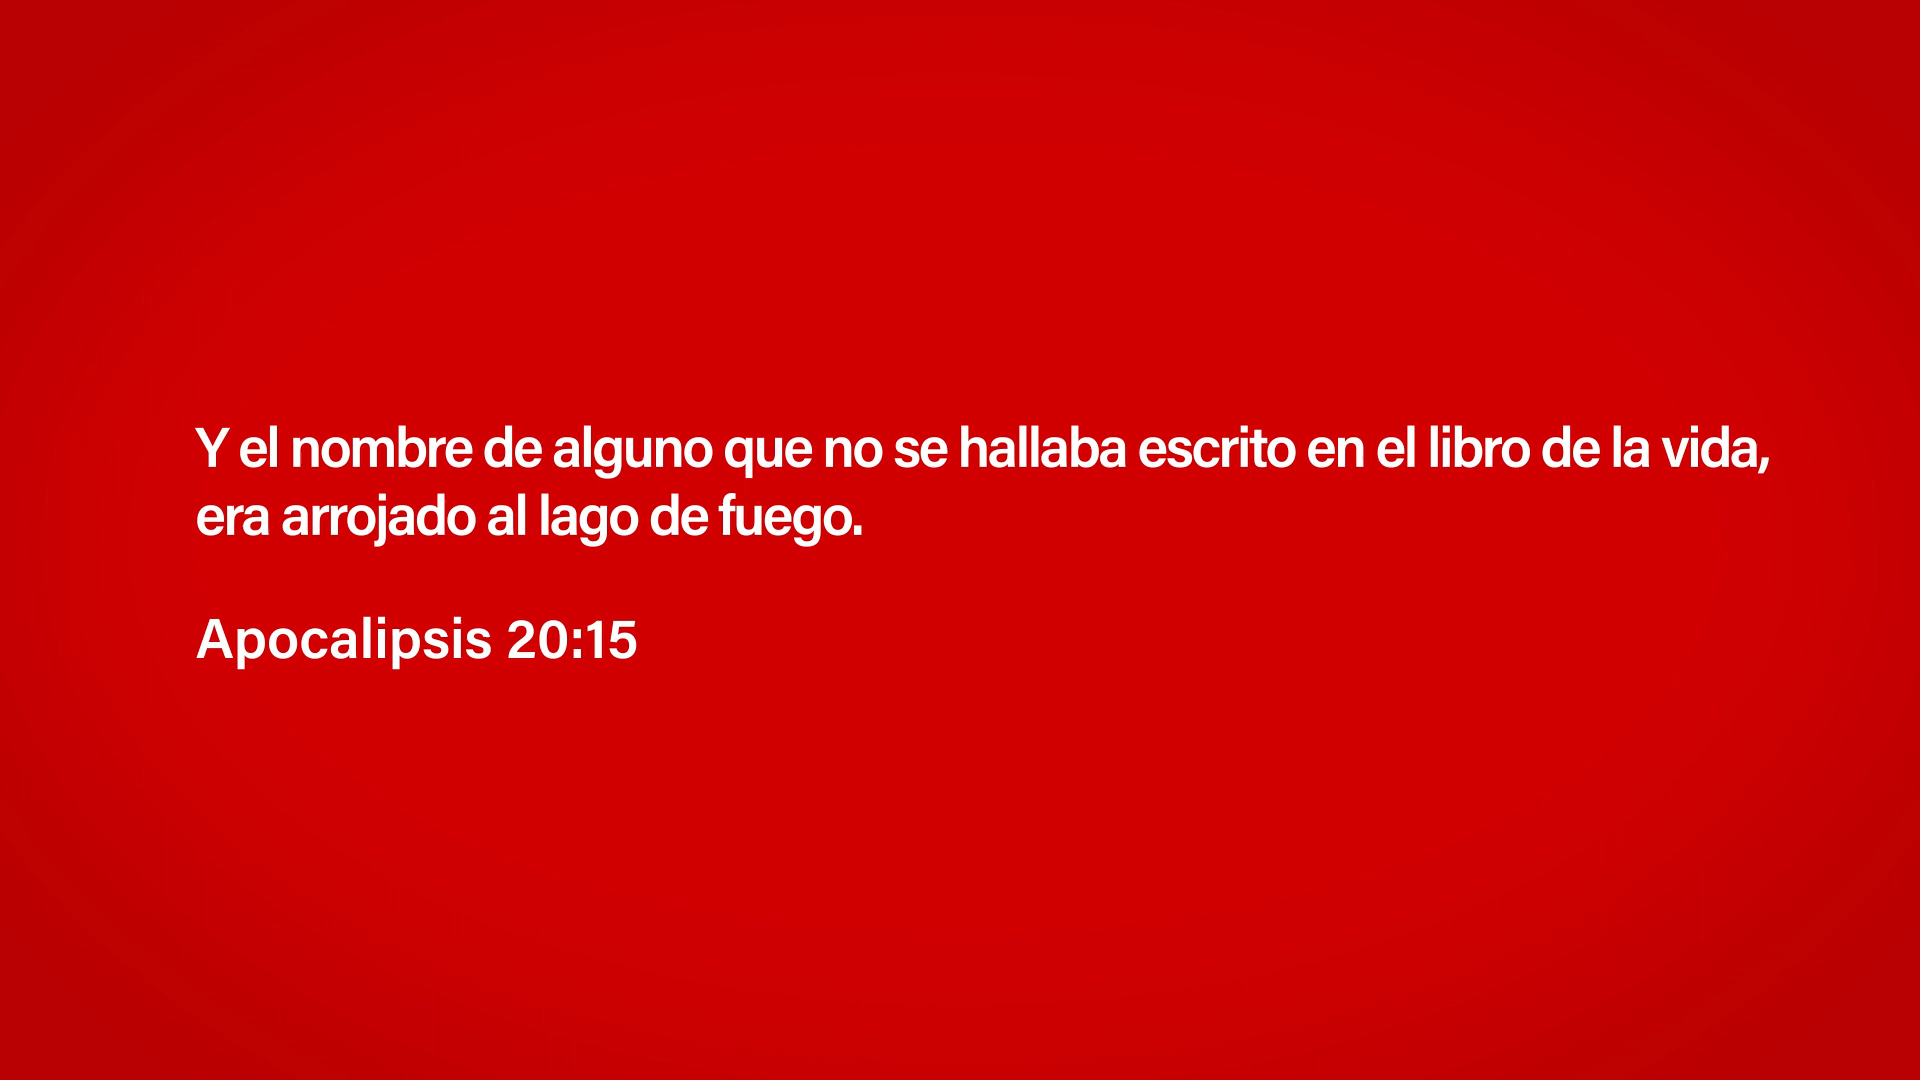 Y el nombre de alguno que no se hallaba escrito en el libro de la vida,
era arrojado al lago de fuego.
Apocalipsis 20:15